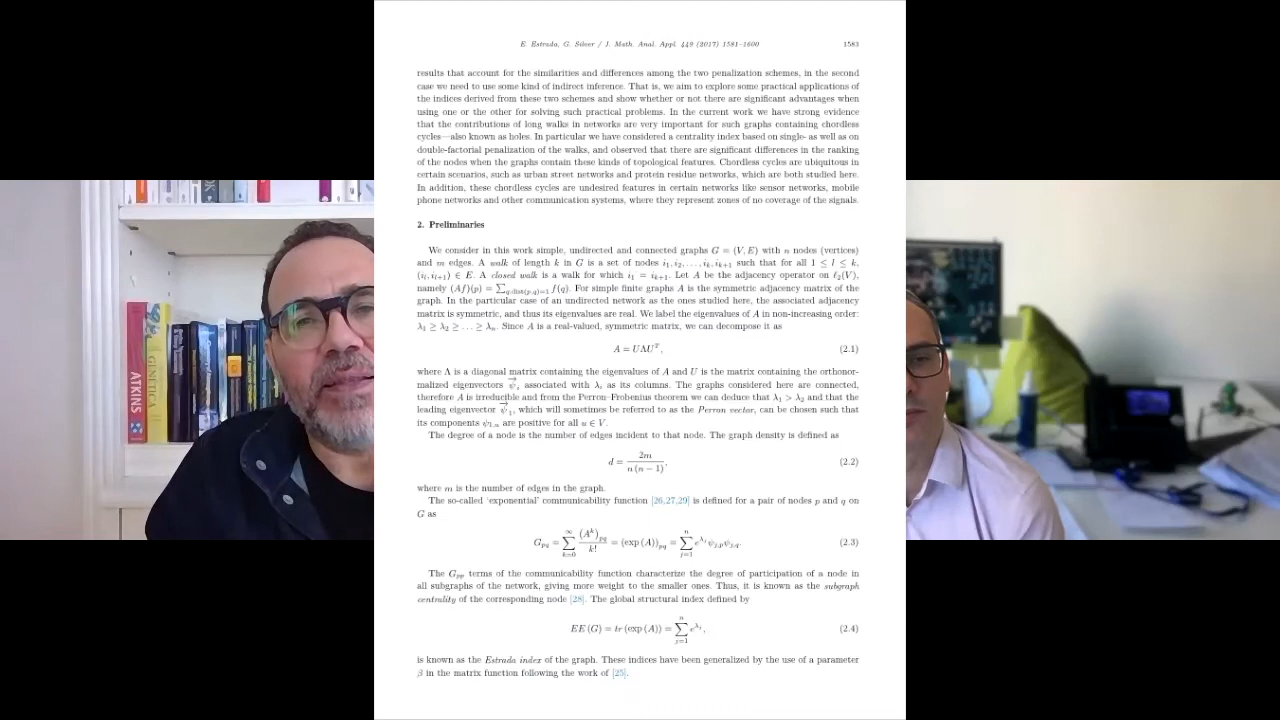 E. Estrada, G. Silver / J. Math. Anal. Appl. 449 (2017) 1581–1600 1583
results that account for the similarities and differences among the two penalization schemes, in the second
case we need to use some kind of indirect inference. That is, we aim to explore some practical applications of
the indices derived from these two schemes and show whether or not there are significant advantages when
using one or the other for solving such practical problems. In the current work we have strong evidence
that the contributions of long walks in networks are very important for such graphs containing chordless
cycles—also known as holes. In particular we have considered a centrality index based on single- as well as on
double-factorial penalization of the walks, and observed that there are significant differences in the ranking
of the nodes when the graphs contain these kinds of topological features. Chordless cycles are ubiquitous in
certain scenarios, such as urban street networks and protein residue networks, which are both studied here.
In addition, these chordless cycles are undesired features in certain networks like sensor networks, mobile
phone networks and other communication systems, where they represent zones of no coverage of the signals.
2. Preliminaries
We consider in this work simple, undirected and connected graphs G = (V, E) with n nodes (vertices)
and m edges. A walk of length k in G is a set of nodes i₁, i₂, . . . , iₖ, iₖ₊₁ such that for all 1 ≤ l ≤ k,
(iₗ, iₗ₊₁) ∈ E. A closed walk is a walk for which i₁ = iₖ₊₁. Let A be the adjacency operator on ℓ₂(V),
namely (Af)(p) = ∑_{q:dist(p,q)=1} f(q). For simple finite graphs A is the symmetric adjacency matrix of the
graph. In the particular case of an undirected network as the ones studied here, the associated adjacency
matrix is symmetric, and thus its eigenvalues are real. We label the eigenvalues of A in non-increasing order:
λ₁ ≥ λ₂ ≥ . . . ≥ λₙ. Since A is a real-valued, symmetric matrix, we can decompose it as
A = UΛUᵀ, (2.1)
where Λ is a diagonal matrix containing the eigenvalues of A and U is the matrix containing the orthonor-
malized eigenvectors ψ⃗ᵢ associated with λᵢ as its columns. The graphs considered here are connected,
therefore A is irreducible and from the Perron–Frobenius theorem we can deduce that λ₁ > λ₂ and that the
leading eigenvector ψ⃗₁, which will sometimes be referred to as the Perron vector, can be chosen such that
its components ψ₁,ᵤ are positive for all u ∈ V.
The degree of a node is the number of edges incident to that node. The graph density is defined as
d = 2m / n (n − 1), (2.2)
where m is the number of edges in the graph.
The so-called ‘exponential’ communicability function [26,27,29] is defined for a pair of nodes p and q on
G as
G_{pq} = ∑_{k=0}^{∞} (A^k)_{pq} / k! = (exp (A))_{pq} = ∑_{j=1}^{n} e^{λ_j} ψ_{j,p} ψ_{j,q}. (2.3)
The G_{pp} terms of the communicability function characterize the degree of participation of a node in
all subgraphs of the network, giving more weight to the smaller ones. Thus, it is known as the subgraph
centrality of the corresponding node [28]. The global structural index defined by
EE (G) = tr (exp (A)) = ∑_{j=1}^{n} e^{λ_j}, (2.4)
is known as the Estrada index of the graph. These indices have been generalized by the use of a parameter
β in the matrix function following the work of [25].
ATKINS
GENETICA